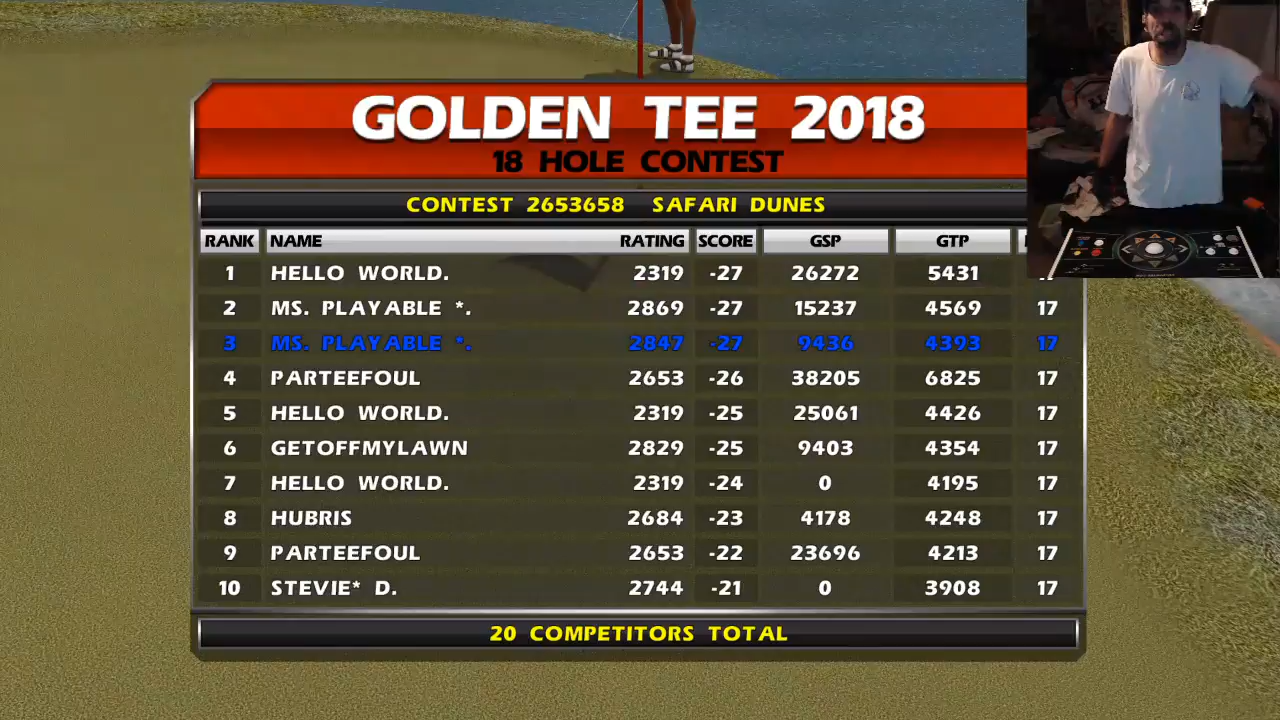 GOLDEN TEE 2018
18 HOLE CONTEST
CONTEST 2653658 SAFARI DUNES
RANK NAME RATING SCORE GSP GTP
1 HELLO WORLD. 2319 -27 26272 5431
2 MS. PLAYABLE *. 2869 -27 15237 4569 17
3 MS. PLAYABLE *. 2847 -27 9436 4393 17
4 PARTEEFOUL 2653 -26 38205 6825 17
5 HELLO WORLD. 2319 -25 25061 4426 17
6 GETOFFMYLAWN 2829 -25 9403 4354 17
7 HELLO WORLD. 2319 -24 0 4195 17
8 HUBRIS 2684 -23 4178 4248 17
9 PARTEEFOUL 2653 -22 23696 4213 17
10 STEVIE* D. 2744 -21 0 3908 17
20 COMPETITORS TOTAL